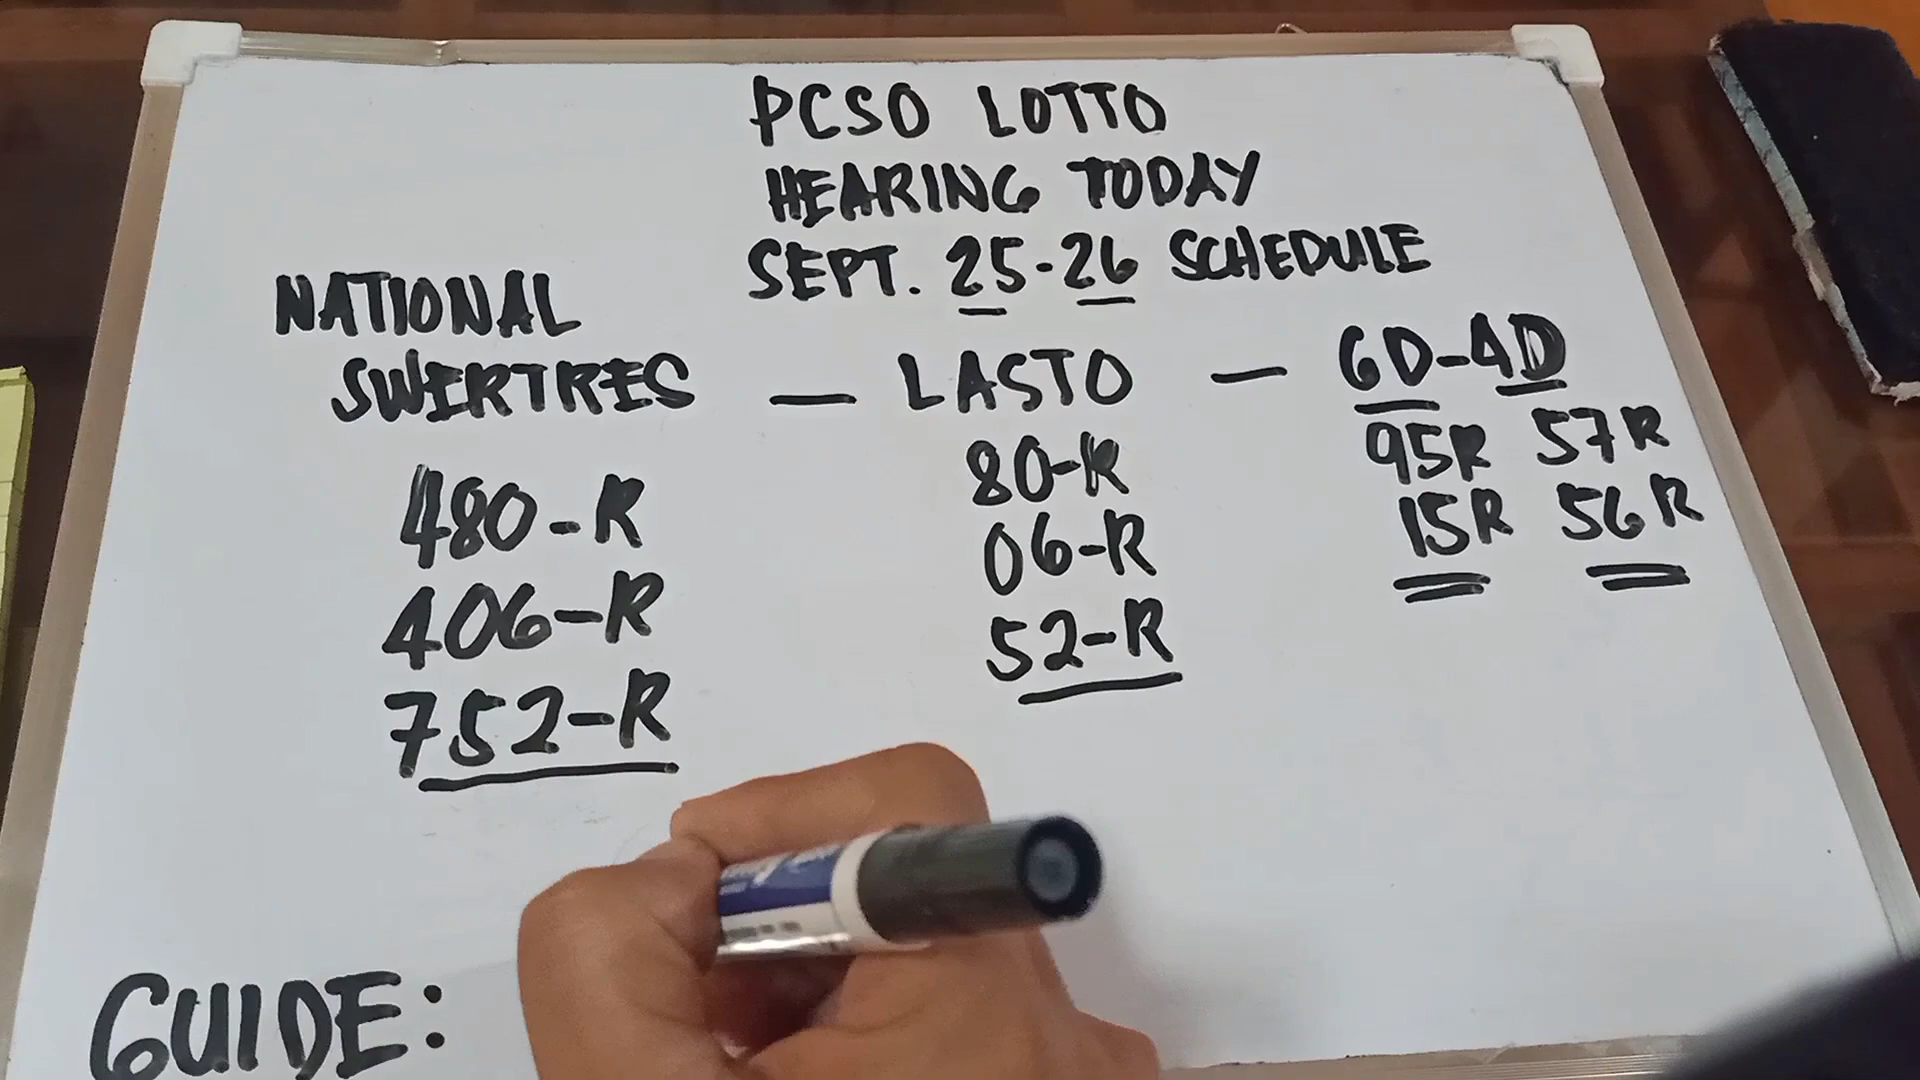 PCSO LOTTO
HEARING TODAY
SEPT. 25-26 SCHEDULE
NATIONAL
SWERTRES — LASTO — 6D-4D
480-R
406-R
752-R
80-R
06-R
52-R
95R 57R
15R 56R
GUIDE: